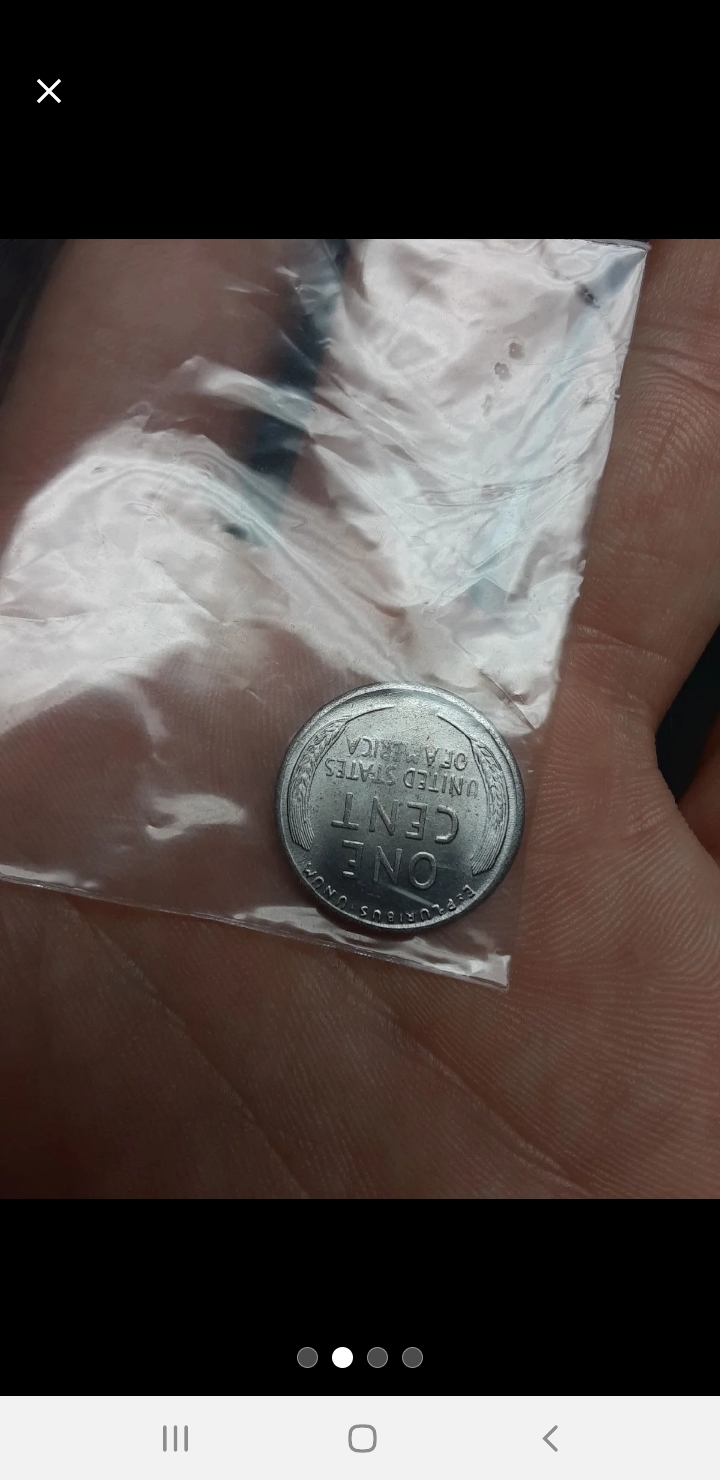 E·PLURIBUS·UNUM
ONE
CENT
UNITED STATES
OF AMERICA